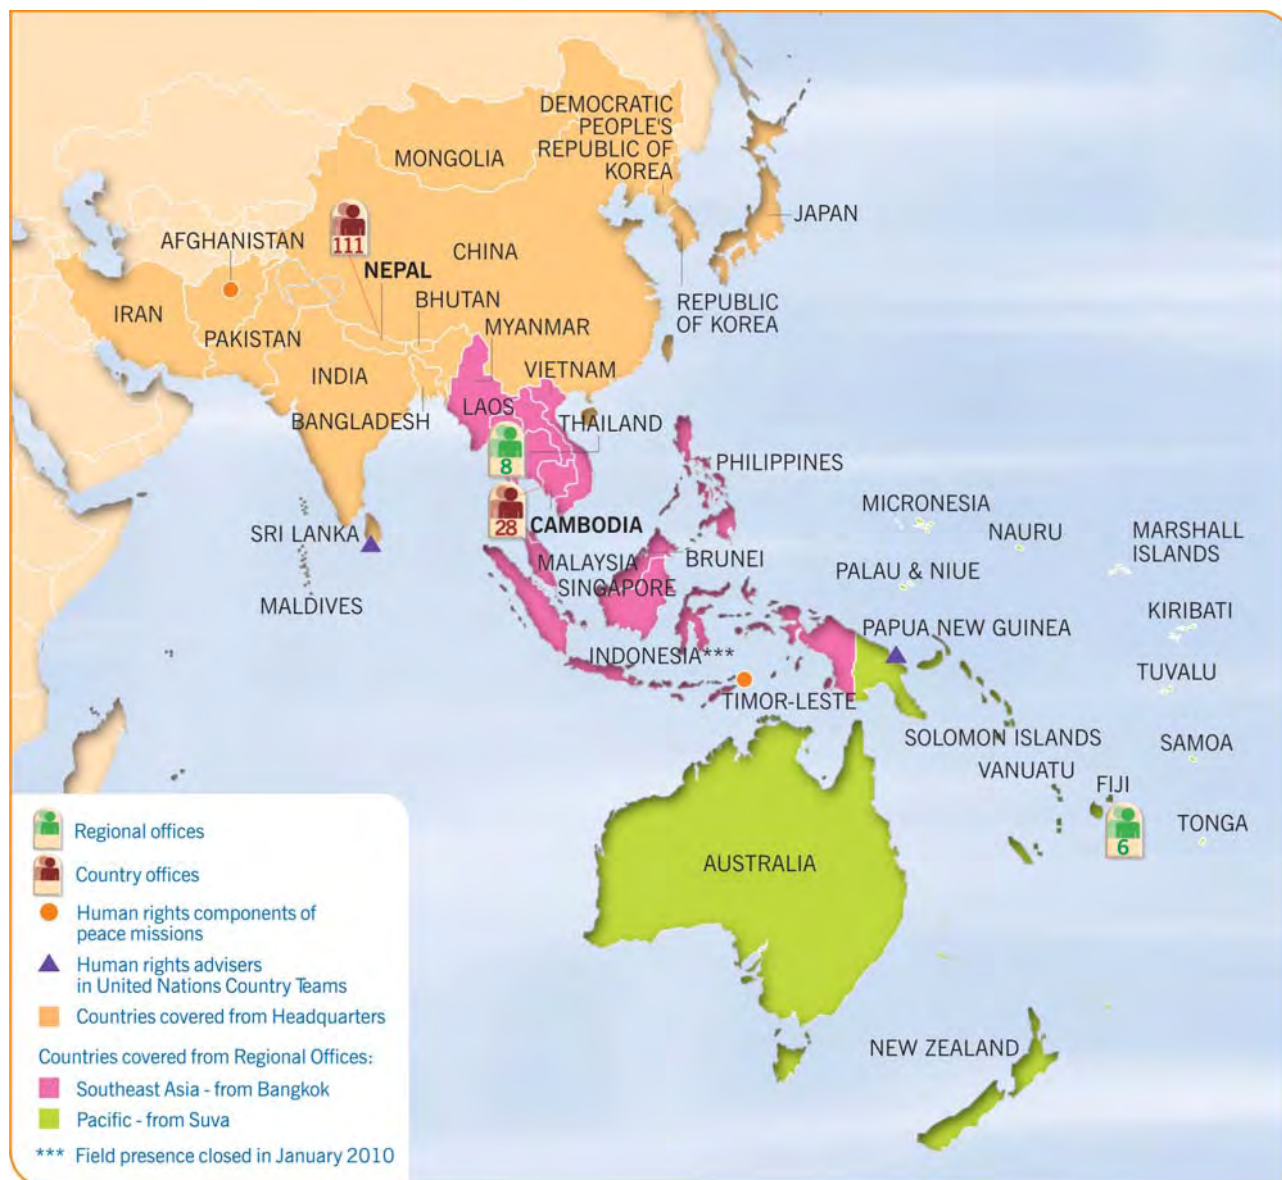 DEMOCRATIC
PEOPLE'S
REPUBLIC OF
KOREA
MONGOLIA
JAPAN
AFGHANISTAN
111
CHINA
NEPAL
BHUTAN
REPUBLIC
OF KOREA
IRAN
PAKISTAN
MYANMAR
INDIA
VIETNAM
LAOS
BANGLADESH
THAILAND
8
PHILIPPINES
28
CAMBODIA
MICRONESIA
NAURU
MARSHALL
ISLANDS
SRI LANKA
MALAYSIA
BRUNEI
SINGAPORE
PALAU & NIUE
MALDIVES
KIRIBATI
PAPUA NEW GUINEA
INDONESIA***
TUVALU
TIMOR-LESTE
SOLOMON ISLANDS
SAMOA
VANUATU
FIJI
6
TONGA
AUSTRALIA
NEW ZEALAND
Regional offices
Country offices
Human rights components of
peace missions
Human rights advisers
in United Nations Country Teams
Countries covered from Headquarters
Countries covered from Regional Offices:
Southeast Asia - from Bangkok
Pacific - from Suva
*** Field presence closed in January 2010